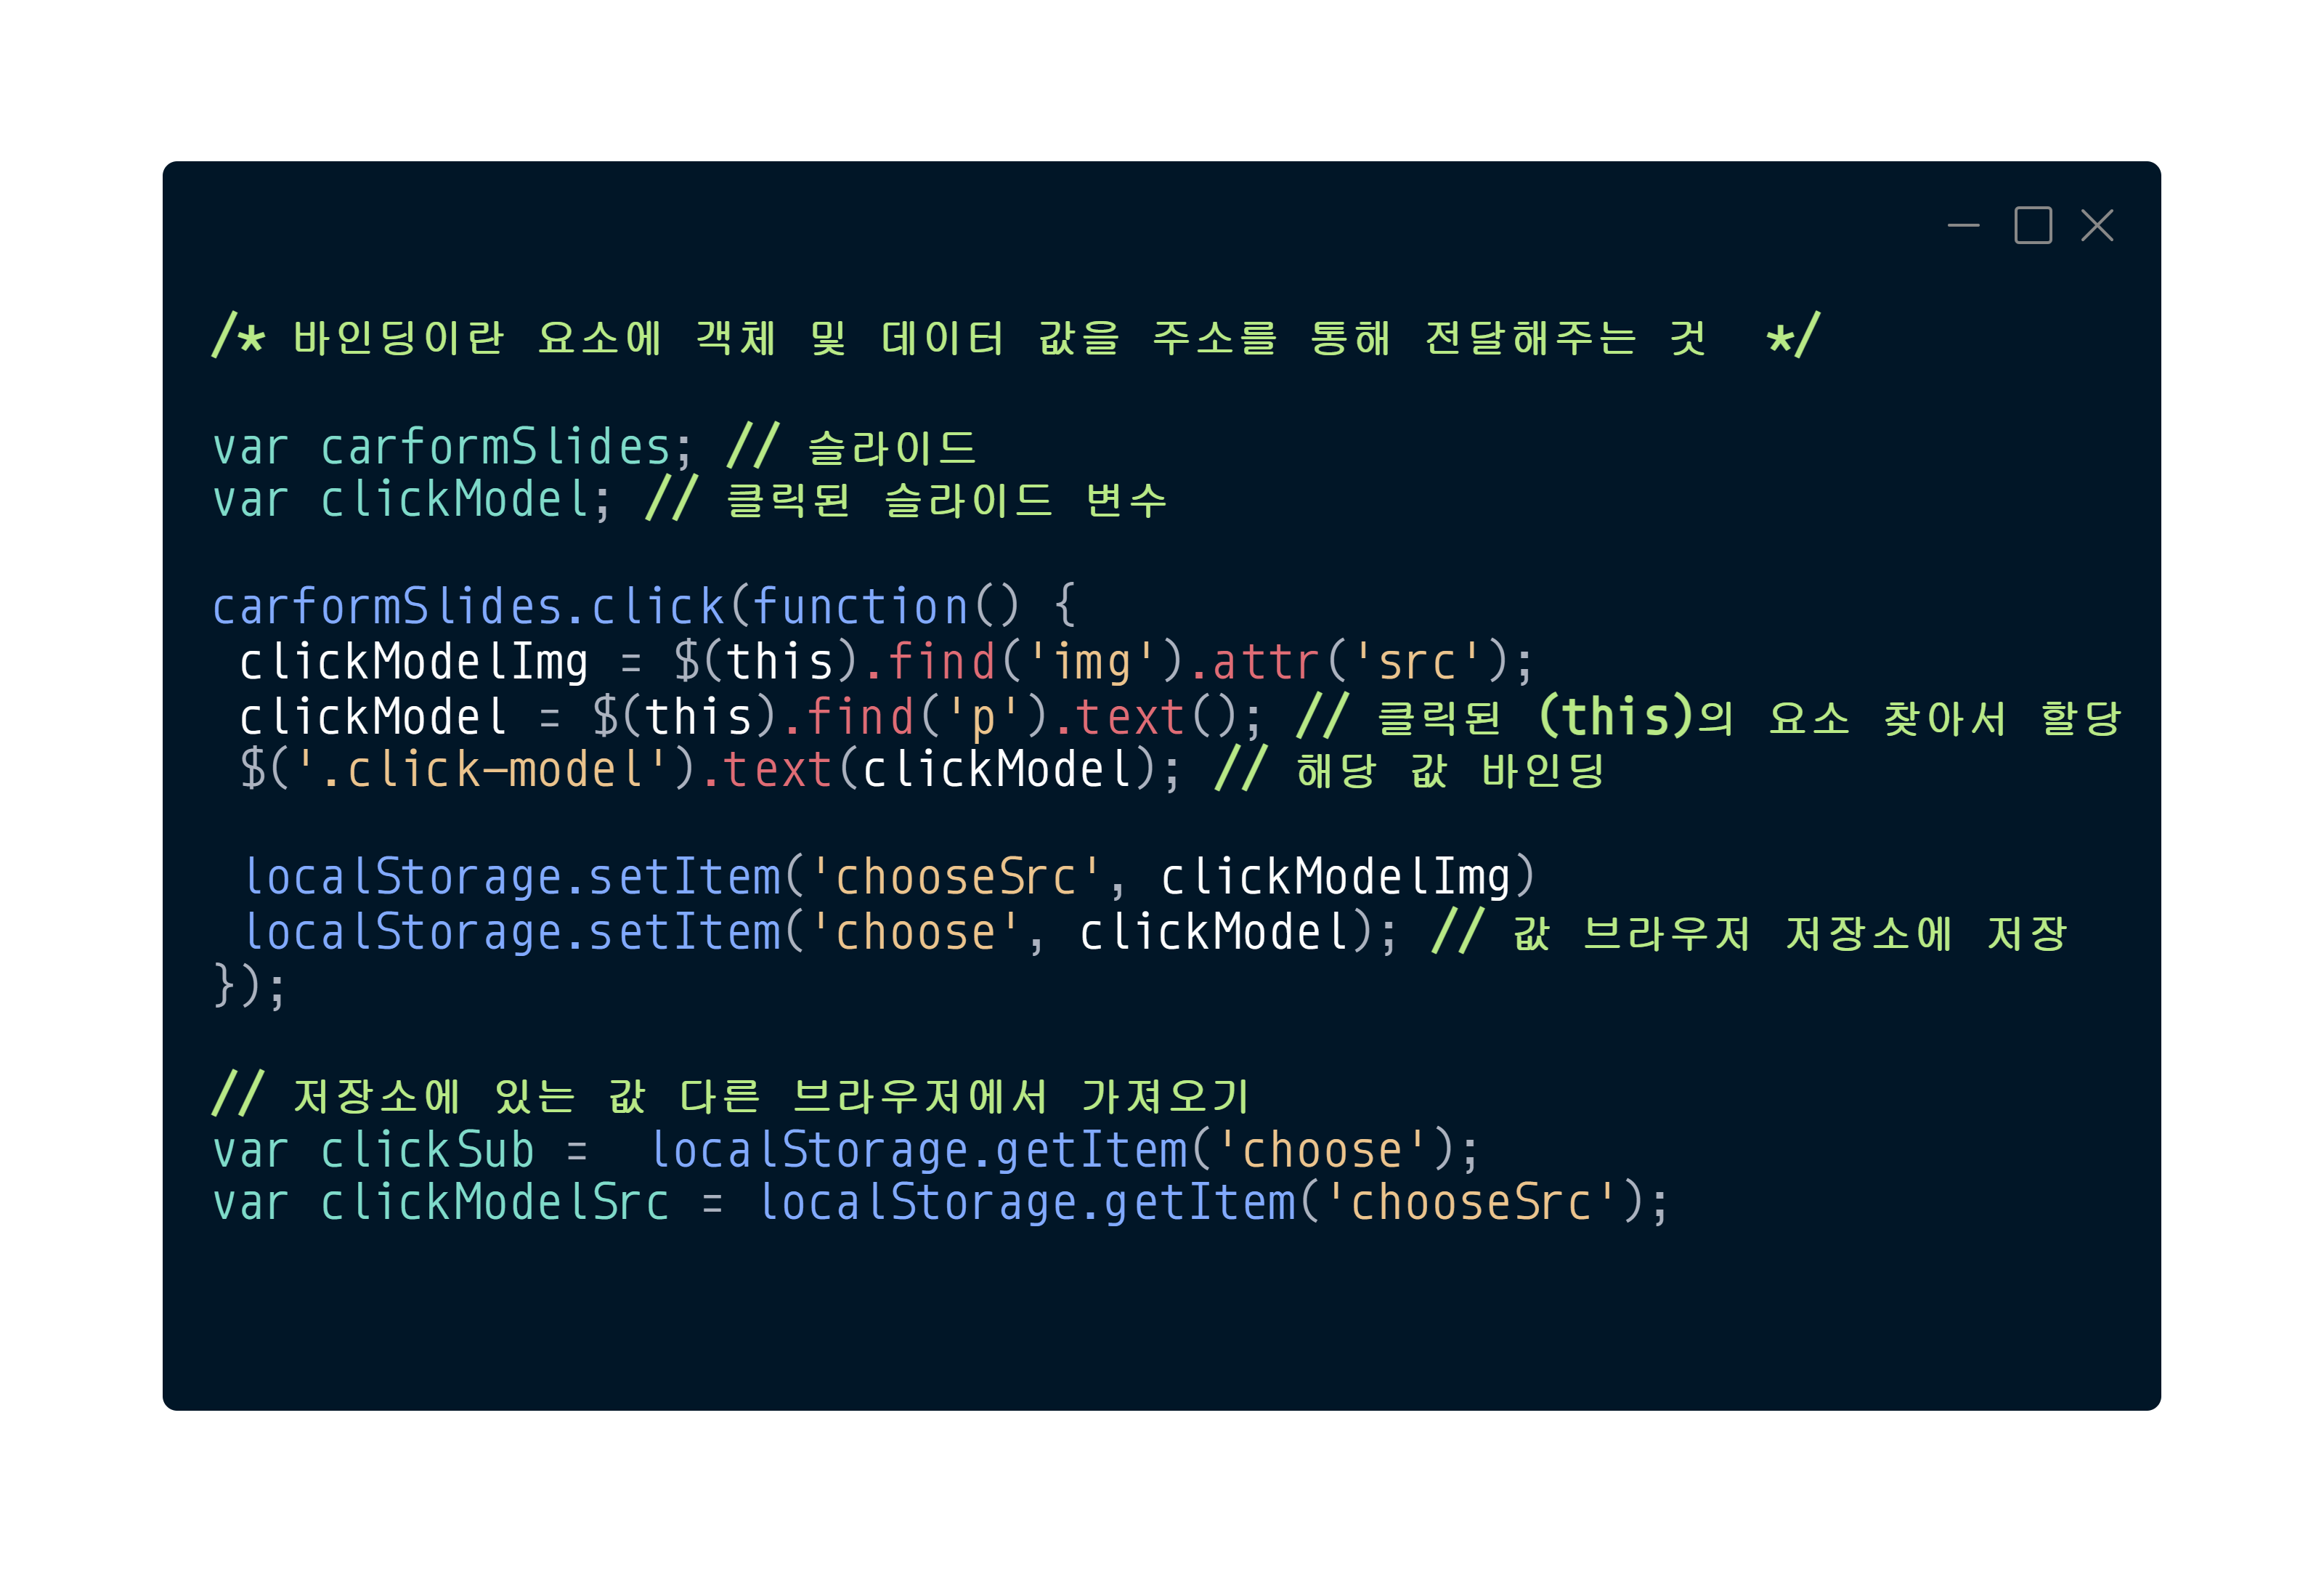 /* 바인딩이란 요소에 객체 및 데이터 값을 주소를 통해 전달해주는 것  */
var carformSlides; // 슬라이드
var clickModel; // 클릭된 슬라이드 변수
carformSlides.click(function() {
 clickModelImg = $(this).find('img').attr('src');
 clickModel = $(this).find('p').text(); // 클릭된 (this)의 요소 찾아서 할당
 $('.click-model').text(clickModel); // 해당 값 바인딩
 localStorage.setItem('chooseSrc', clickModelImg)
 localStorage.setItem('choose', clickModel); // 값 브라우저 저장소에 저장
});
// 저장소에 있는 값 다른 브라우저에서 가져오기
var clickSub =  localStorage.getItem('choose');
var clickModelSrc = localStorage.getItem('chooseSrc');